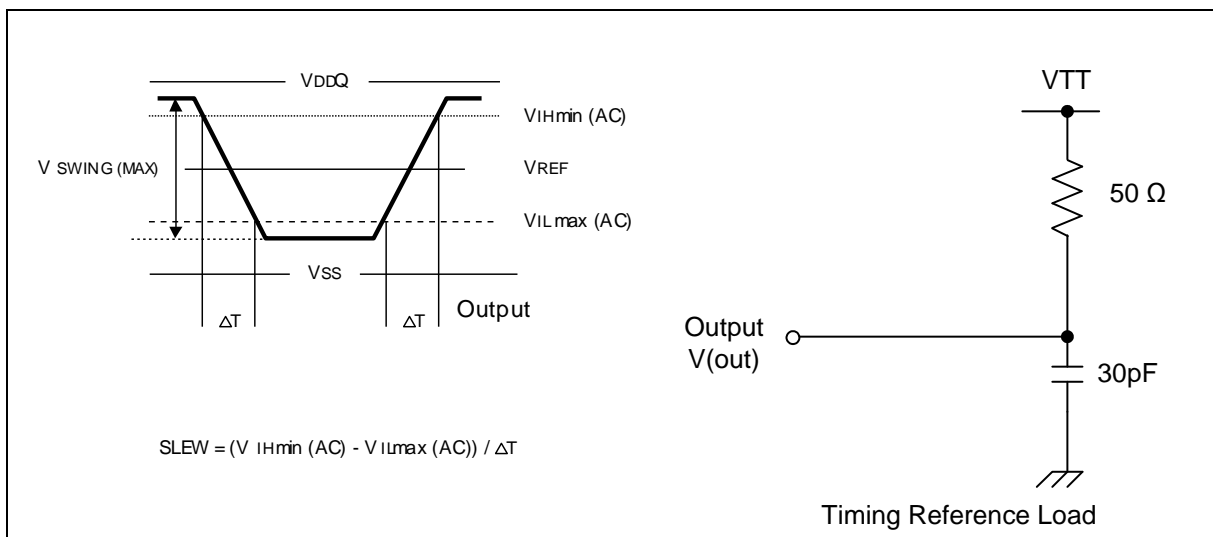 VDDQ
VIHmin (AC)
V SWING (MAX)
VREF
VILmax (AC)
VSS
Output
ΔT
ΔT
SLEW = (V IHmin (AC) - V ILmax (AC)) / ΔT
VTT
50 Ω
Output
V(out)
30pF
Timing Reference Load